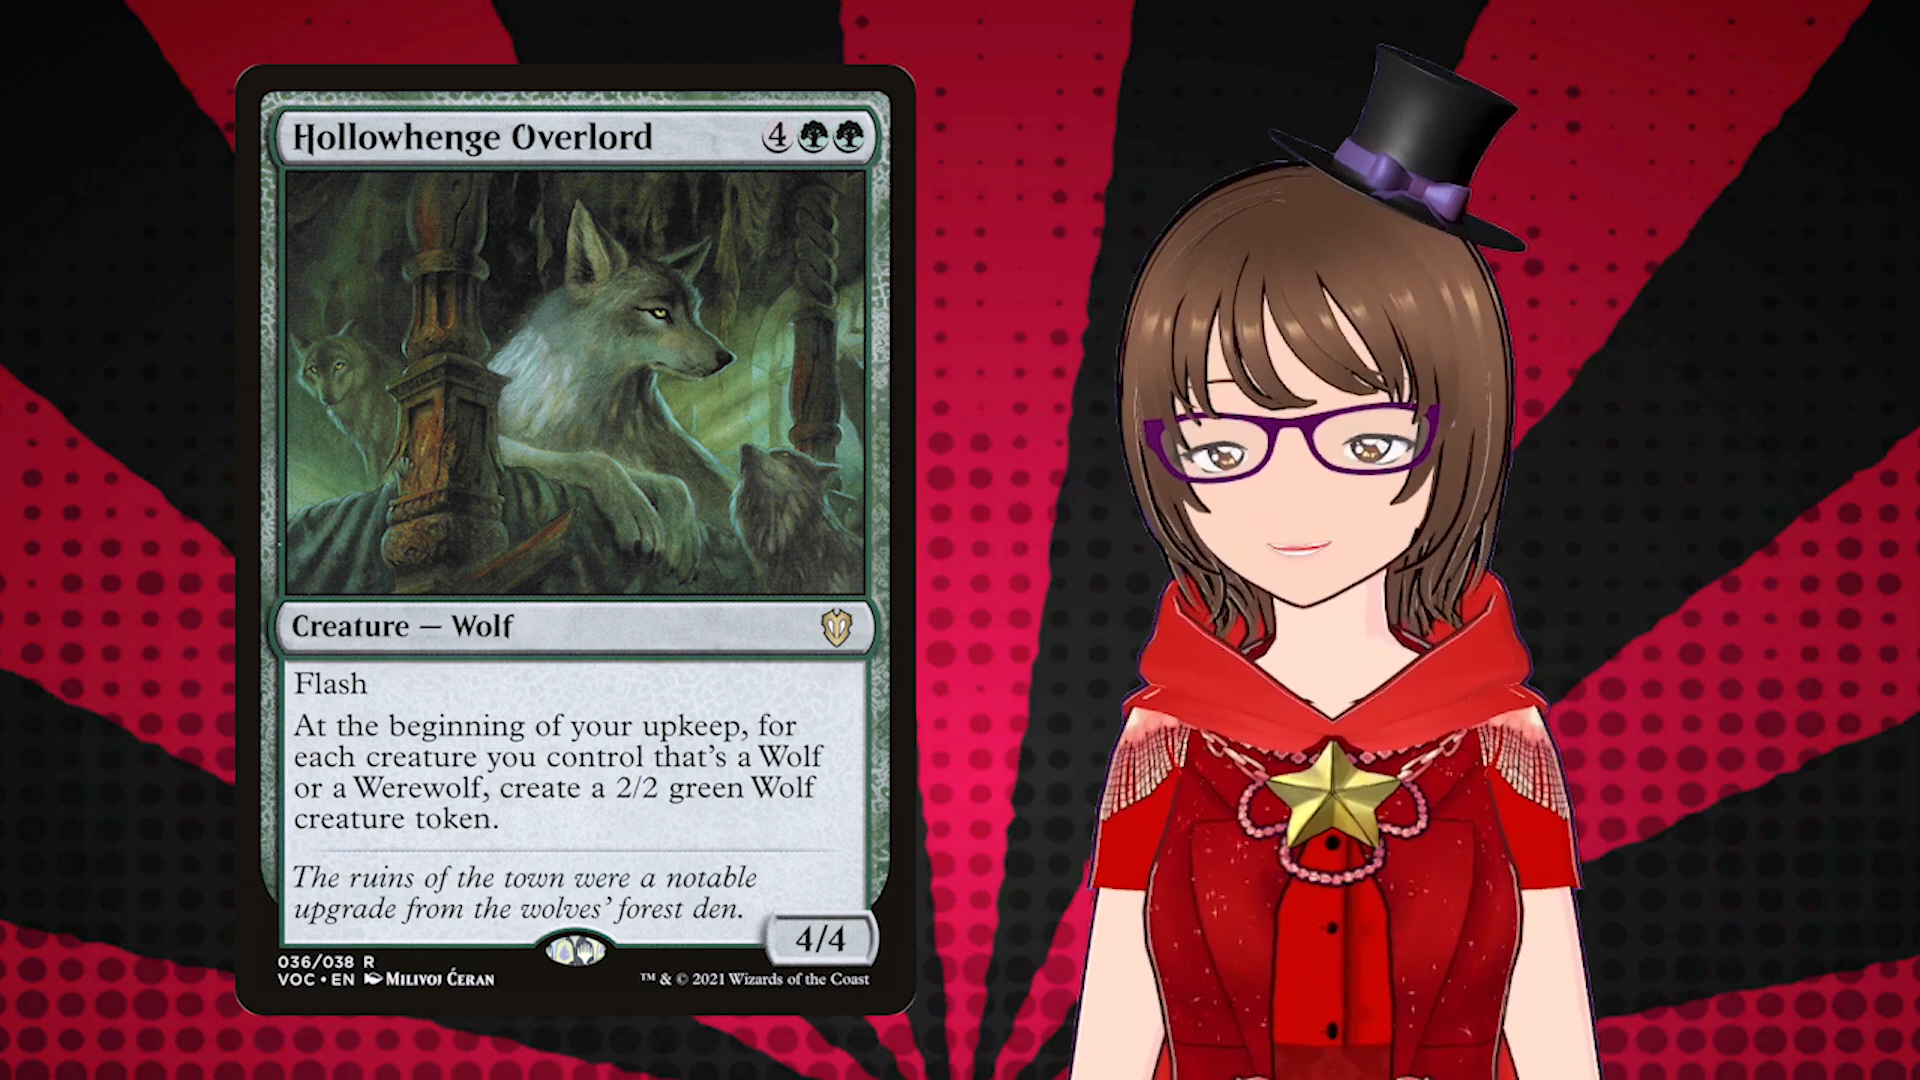 Hollowhenge Overlord 4
Creature — Wolf
Flash
At the beginning of your upkeep, for
each creature you control that's a Wolf
or a Werewolf, create a 2/2 green Wolf
creature token.
The ruins of the town were a notable
upgrade from the wolves' forest den.
4/4
036/038 R
VOC • EN Milivoj Ćeran
™ & © 2021 Wizards of the Coast